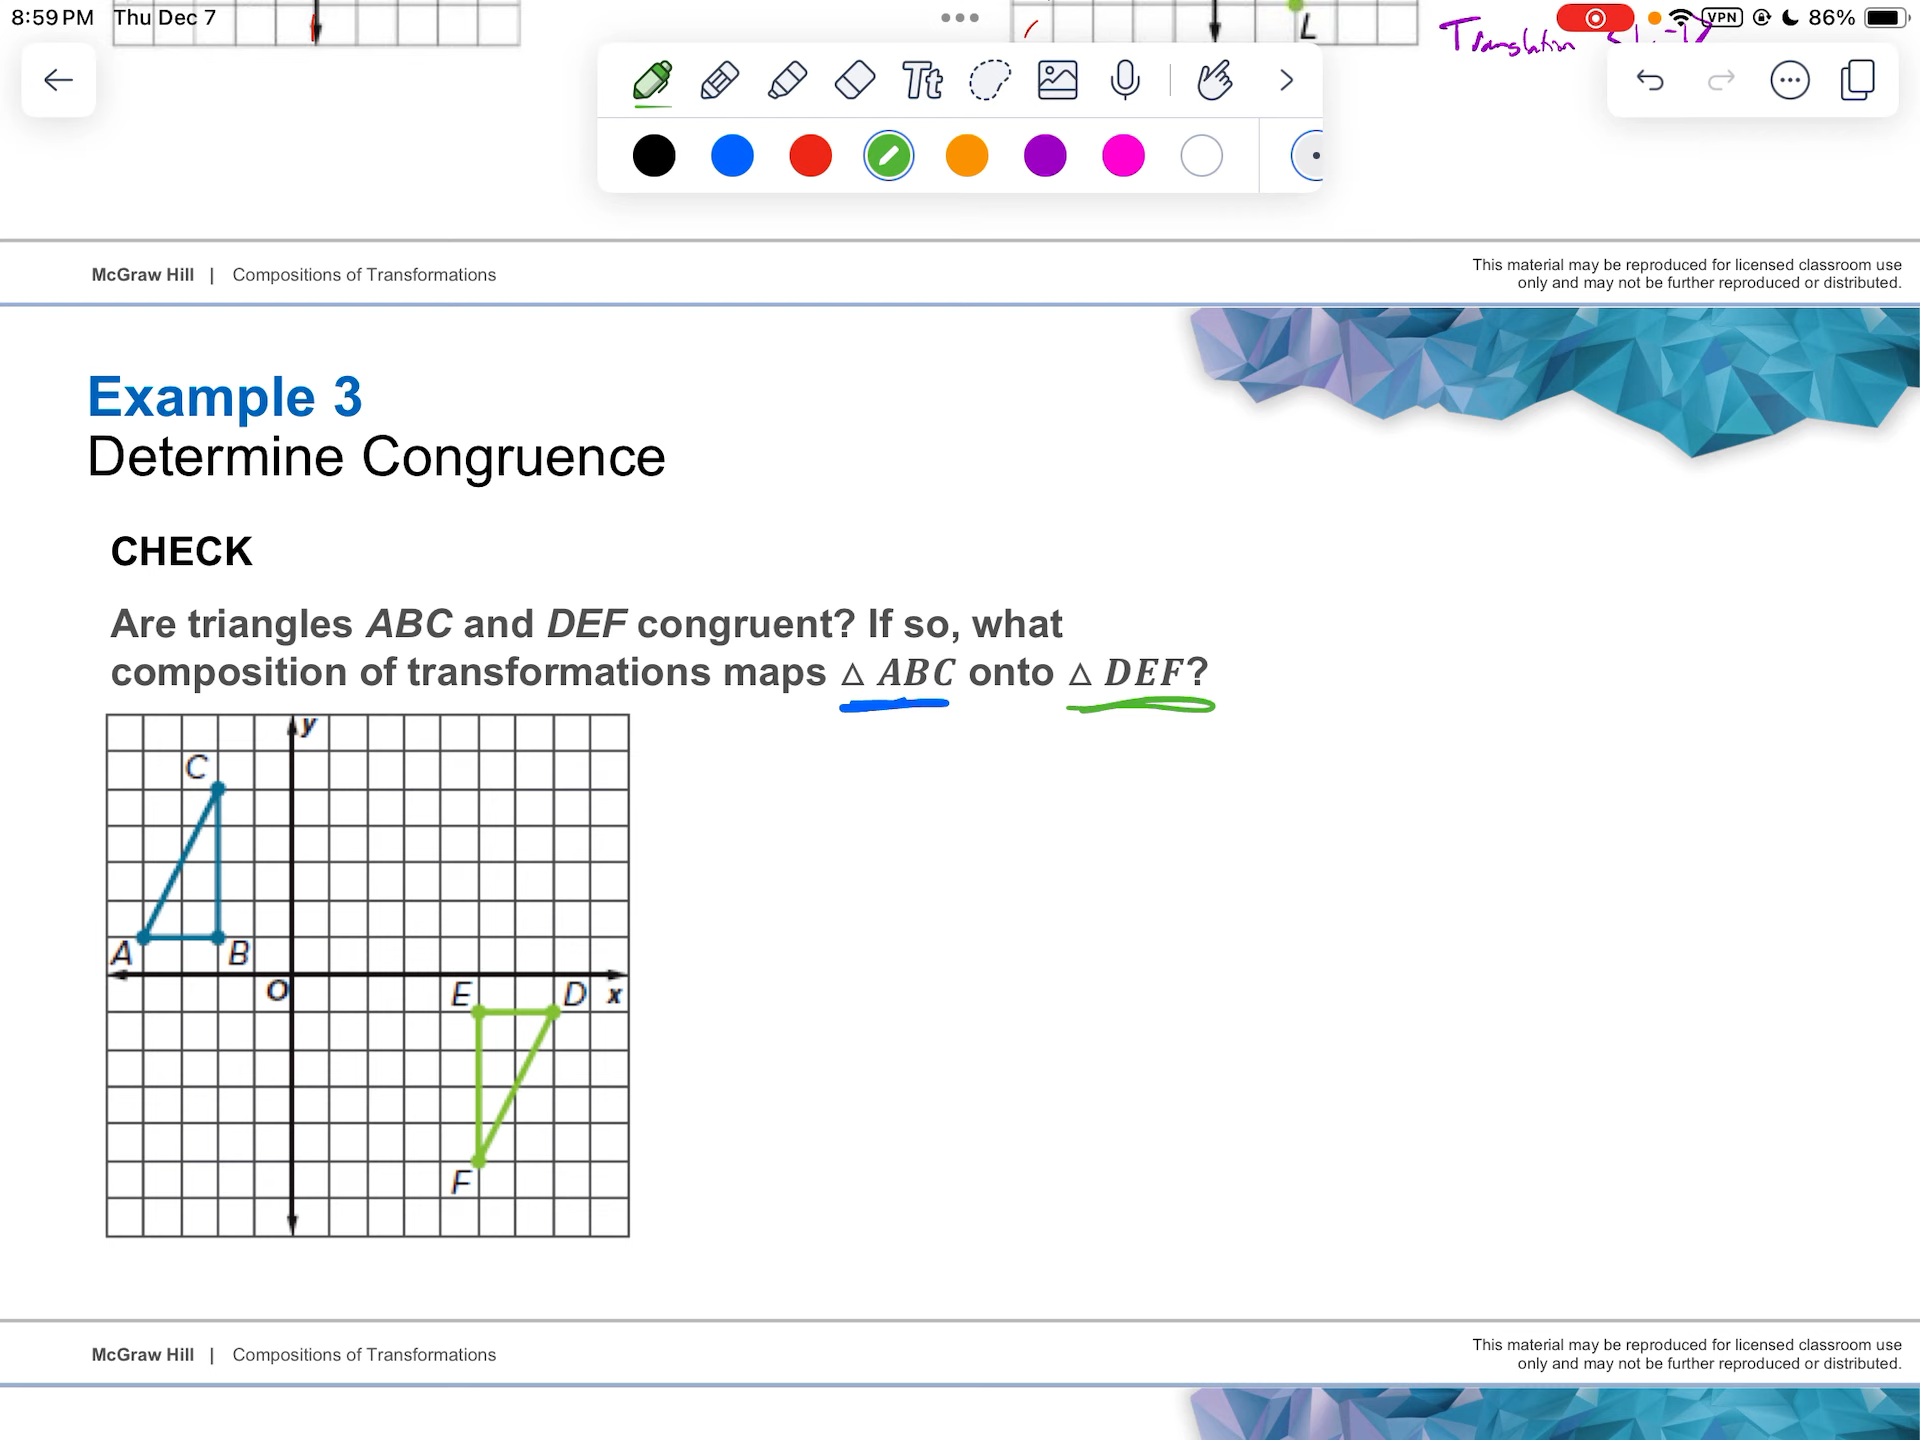 8:59 PM Thu Dec 7
VPN 86%
L
Translation
Tt
McGraw Hill | Compositions of Transformations
This material may be reproduced for licensed classroom use
only and may not be further reproduced or distributed.
Example 3
Determine Congruence
CHECK
Are triangles ABC and DEF congruent? If so, what
composition of transformations maps △ ABC onto △ DEF?
y
C
A
B
O
E
D
x
F
McGraw Hill | Compositions of Transformations
This material may be reproduced for licensed classroom use
only and may not be further reproduced or distributed.